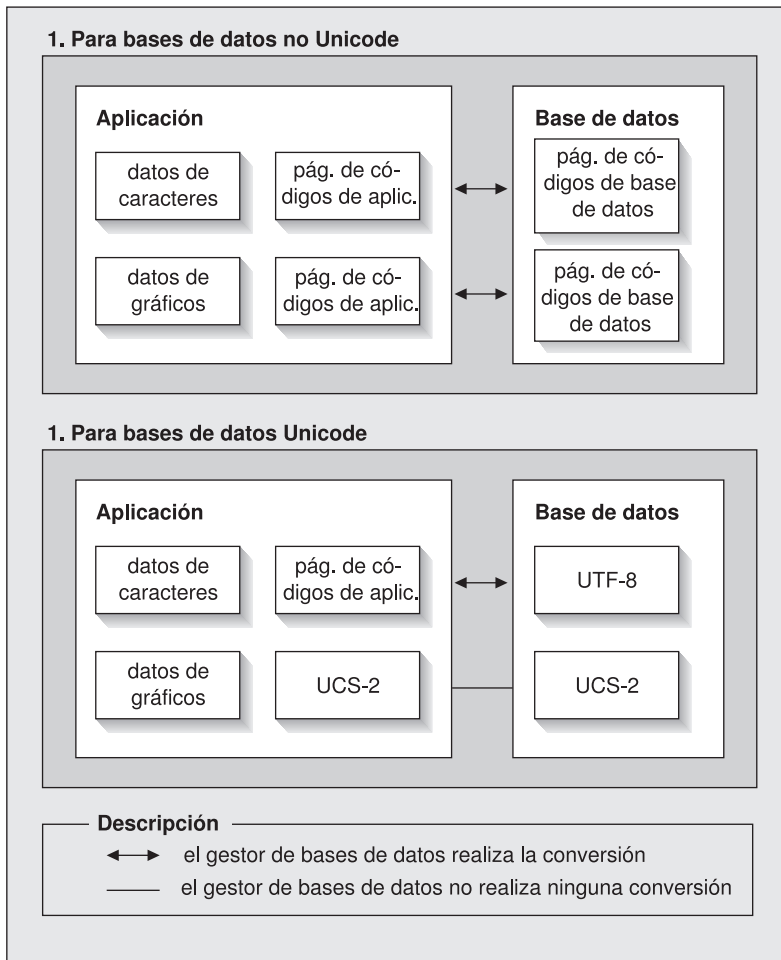 1. Para bases de datos no Unicode
Aplicación
Base de datos
datos de
caracteres
pág. de có-
digos de aplic.
pág. de có-
digos de base
de datos
datos de
gráficos
pág. de có-
digos de aplic.
pág. de có-
digos de base
de datos
1. Para bases de datos Unicode
Aplicación
Base de datos
datos de
caracteres
pág. de có-
digos de aplic.
UTF-8
datos de
gráficos
UCS-2
UCS-2
Descripción
el gestor de bases de datos realiza la conversión
el gestor de bases de datos no realiza ninguna conversión